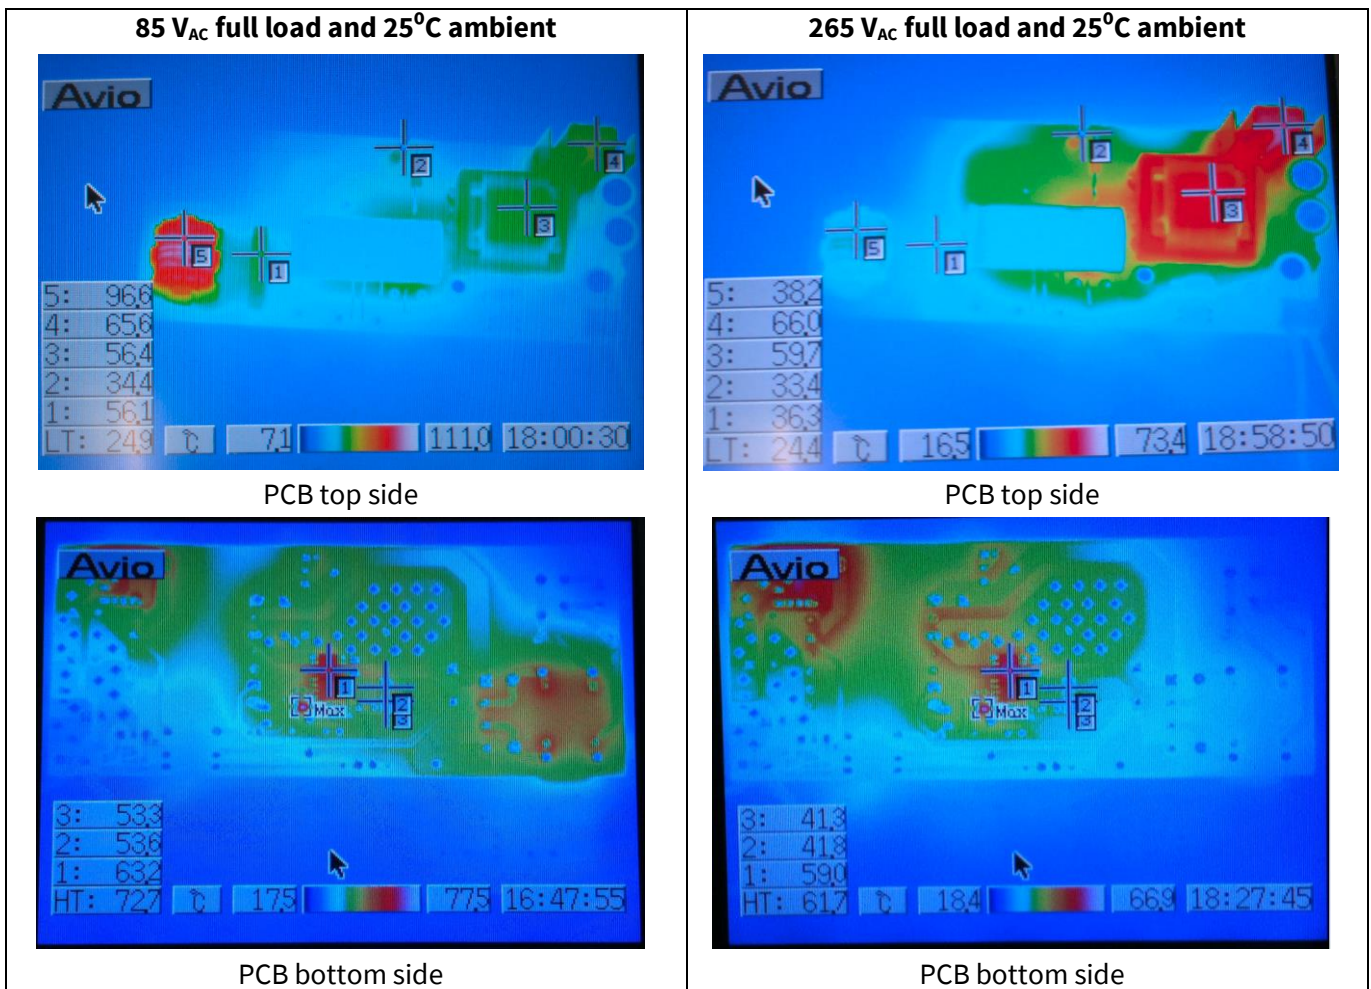 85 VAC full load and 25⁰C ambient
265 VAC full load and 25⁰C ambient
Avio
2
4
3
5
1
5: 96.6
4: 65.6
3: 56.4
2: 34.4
1: 56.1
LT: 24.9 ℃ 7.1 111.0 18:00:30
PCB top side
Avio
2
4
3
5
1
5: 38.2
4: 66.0
3: 59.7
2: 33.4
1: 36.3
LT: 24.4 ℃ 16.5 73.4 18:58:50
PCB top side
Avio
1
Max
2
3
3: 53.3
2: 53.6
1: 63.2
HT: 72.7 ℃ 17.5 77.5 16:47:55
PCB bottom side
Avio
1
Max
2
3
3: 41.3
2: 41.8
1: 59.0
HT: 61.7 ℃ 18.4 66.9 18:27:45
PCB bottom side